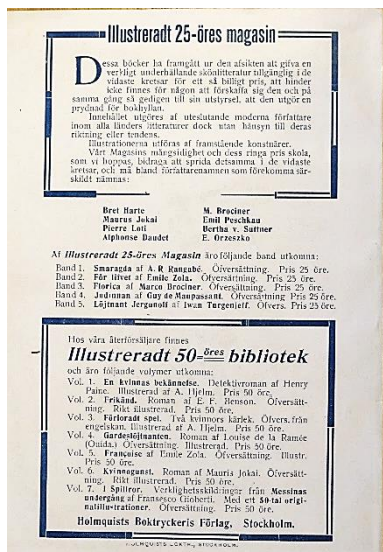 Illustreradt 25-öres magasin
Dessa böcker ha framgått ur den afsikten att gifva en
verkligt underhållande skönlitteratur tillgänglig i de
vidaste kretsar för ett så billigt pris, att hinder
icke finnes för någon att förskaffa sig den och på
samma gång så gedigen till sin utstyrsel, att den utgör en
prydnad för bokhyllan.
Innehållet utgöres af uteslutande moderna författare
inom alla länders litteraturer dock utan hänsyn till deras
riktning eller tendens.
Illustrationerna utföras af framstående konstnärer.
Vårt Magasins mångsidighet och dess ringa pris skola,
som vi hoppas, bidraga att sprida detsamma i de vidaste
kretsar, och må bland författarenamnen som förekomma sär-
skildt nämnas:
Bret Harte
Maurus Jokai
Pierre Loti
Alphonse Daudet
M. Brociner
Emil Peschkau
Bertha v. Suttner
E. Orzeszko
Af Illustreradt 25-öres Magasin äro följande band utkomna:
Band 1. Smaragda af A. R Rangabé. Öfversättning. Pris 25 öre.
Band 2. För lifvet af Emile Zola. Öfversättning. Pris 25 öre.
Band 3. Florica af Marco Brociner. Öfversättning. Pris 25 öre.
Band 4. Judinnan af Guy de Maupassant. Öfversättning Pris 25 öre.
Band 5. Löjtnant Jergunoff af Iwan Turgenjeff. Öfvers. Pris 25 öre.
Hos våra återförsäljare finnes
Illustreradt 50=öres bibliotek
och äro följande volymer utkomna:
Vol. 1. En kvinnas bekännelse. Detektivroman af Henry
Paine. Illustrerad af A. Hjelm. Pris 50 öre.
Vol. 2. Frikänd. Roman af E. F. Benson. Öfversätt-
ning. Rikt illustrerad. Pris 50 öre.
Vol. 3. Förloradt spel. Två kvinnors kärlek. Öfvers. från
engelskan. Illustrerad af A. Hjelm. Pris 50 öre.
Vol. 4. Gardeslöjtnanten. Roman af Louise de la Ramée
(Ouida.) Öfversättning. Illustrerad. Pris 50 öre.
Vol. 5. Française af Emile Zola. Öfversättning. Illustr.
Pris 50 öre.
Vol. 6. Kvinnogunst. Roman af Mauris Jokai. Öfversätt-
ning. Rikt illustrerad. Pris 50 öre.
Vol. 7. I Spillror. Verklighetsskildringar från Messinas
undergång af Fransesco Gioberti. Med ett 50-tal origi-
nalillustrationer. Öfversättning. Pris 50 öre.
Holmquists Boktryckeris Förlag, Stockholm.
HOLMQUISTS BOKTR., STOCKHOLM.